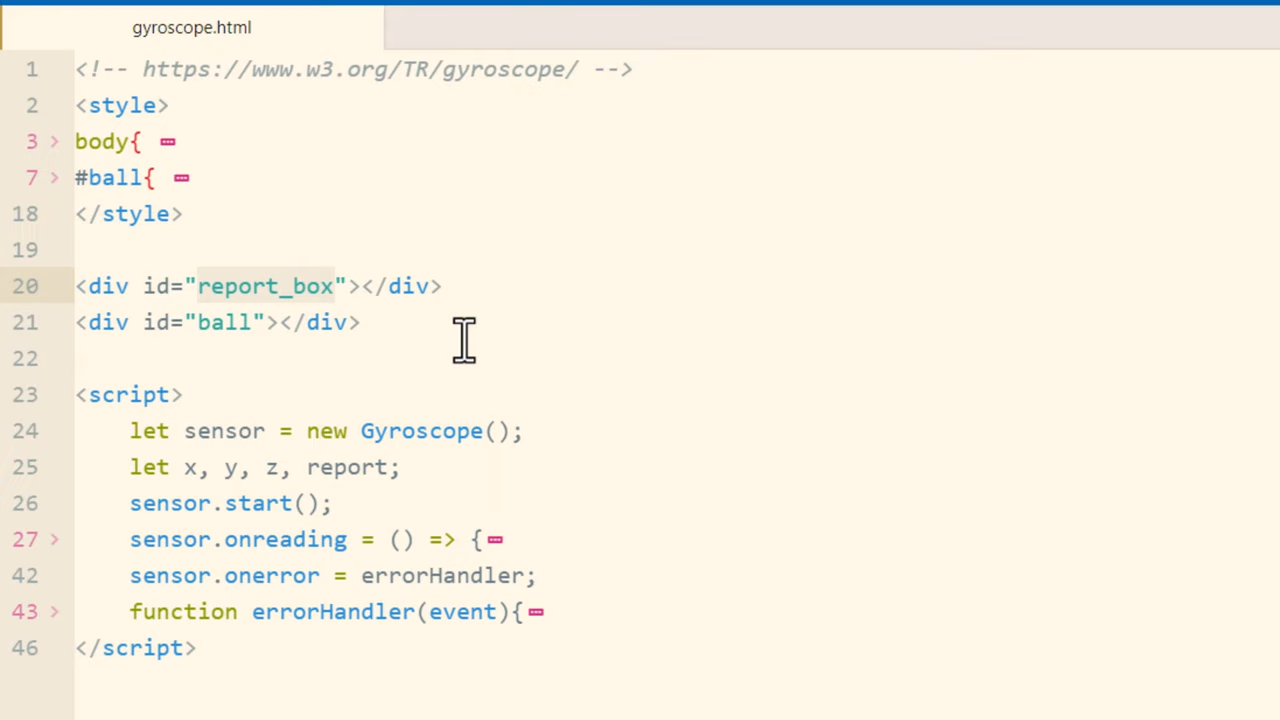 gyroscope.html
1 <!-- https://www.w3.org/TR/gyroscope/ -->
2 <style>
3 body{
7 #ball{
18 </style>
19
20 <div id="report_box"></div>
21 <div id="ball"></div>
22
23 <script>
24 let sensor = new Gyroscope();
25 let x, y, z, report;
26 sensor.start();
27 sensor.onreading = () => {
42 sensor.onerror = errorHandler;
43 function errorHandler(event){
46 </script>